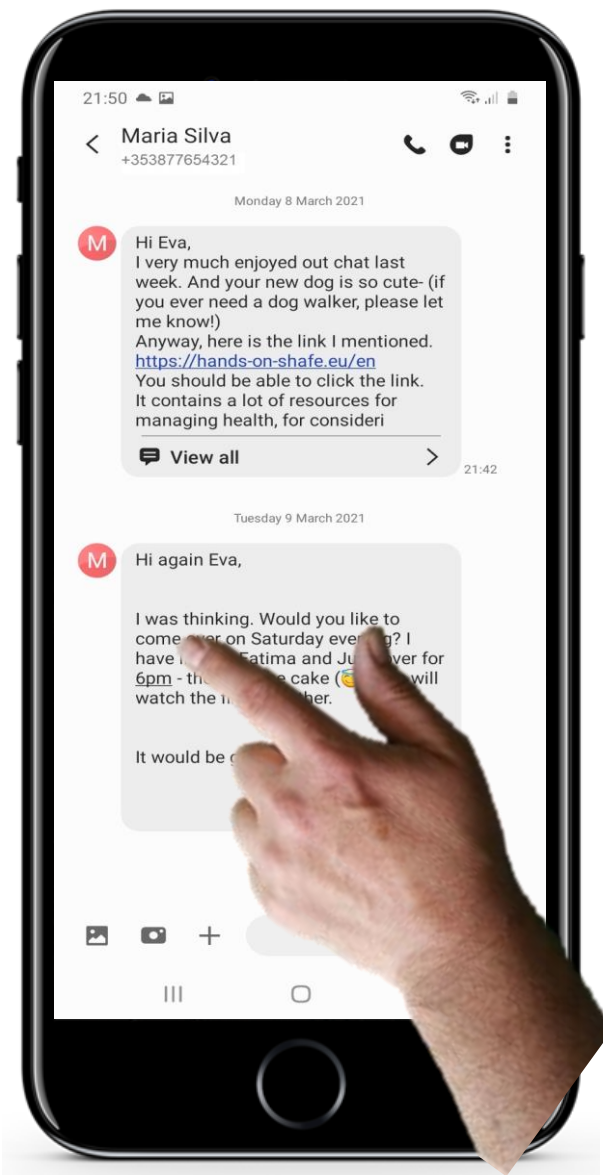 21:50
Maria Silva
+353877654321
Monday 8 March 2021
M
Hi Eva,
I very much enjoyed out chat last
week. And your new dog is so cute- (if
you ever need a dog walker, please let
me know!)
Anyway, here is the link I mentioned.
https://hands-on-shafe.eu/en
You should be able to click the link.
It contains a lot of resources for
managing health, for consideri
View all
21:42
Tuesday 9 March 2021
M
Hi again Eva,
I was thinking. Would you like to
come over on Saturday evening? I
have Fatima and over for
6pm - cake ( will
watch the
It would be